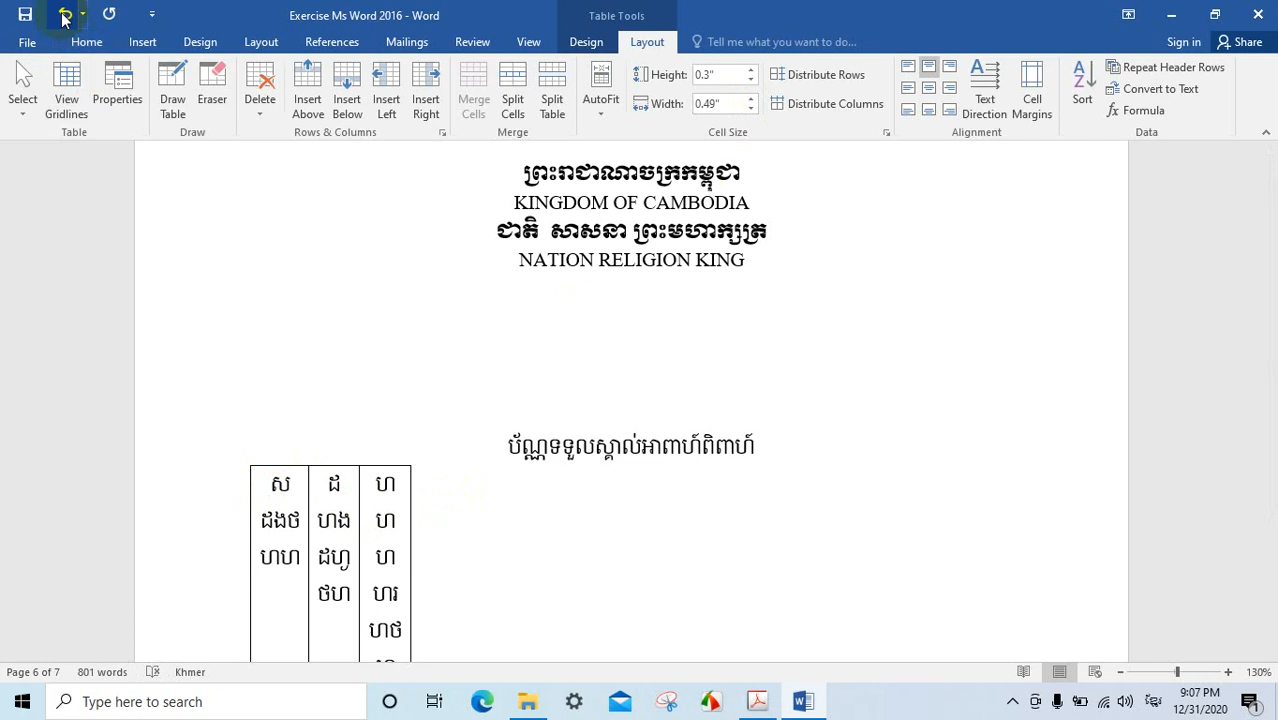 Exercise Ms Word 2016 - Word
Table Tools
File Home Insert Design Layout References Mailings Review View Design Layout Tell me what you want to do... Sign in Share
Select
View Gridlines
Properties
Table
Draw Table
Eraser
Draw
Delete
Insert Above
Insert Below
Insert Left
Insert Right
Rows & Columns
Merge Cells
Split Cells
Split Table
Merge
AutoFit
Height: 0.3"
Width: 0.49"
Distribute Rows
Distribute Columns
Cell Size
Text Direction
Cell Margins
Alignment
Sort
Repeat Header Rows
Convert to Text
Formula
Data
ព្រះរាជាណាចក្រកម្ពុជា
KINGDOM OF CAMBODIA
ជាតិ សាសនា ព្រះមហាក្សត្រ
NATION RELIGION KING
ប័ណ្ណទទួលស្គាល់អាពាហ៍ពិពាហ៍
ស ដ ហ
ដងថ ហង ហ
ហហ ដហ្វ ហ
ថហ ហរ
ហថ
Page 6 of 7 801 words Khmer 130%
Type here to search
9:07 PM
12/31/2020
1